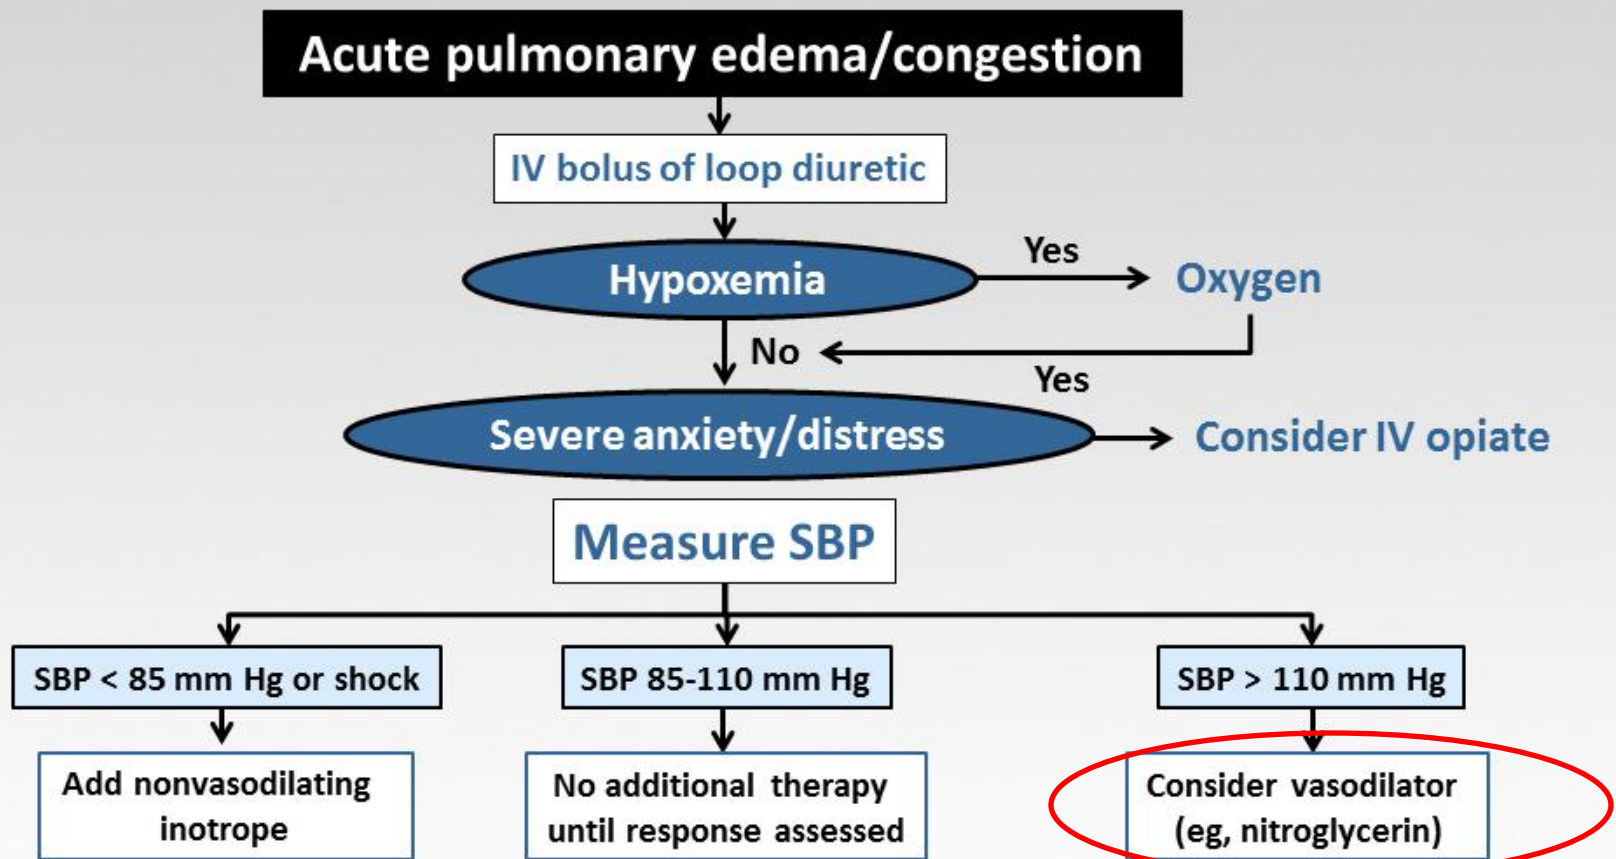 Acute pulmonary edema/congestion
IV bolus of loop diuretic
Hypoxemia
Yes
Oxygen
No
Yes
Severe anxiety/distress
Consider IV opiate
Measure SBP
SBP < 85 mm Hg or shock
SBP 85-110 mm Hg
SBP > 110 mm Hg
Add nonvasodilating
inotrope
No additional therapy
until response assessed
Consider vasodilator
(eg, nitroglycerin)